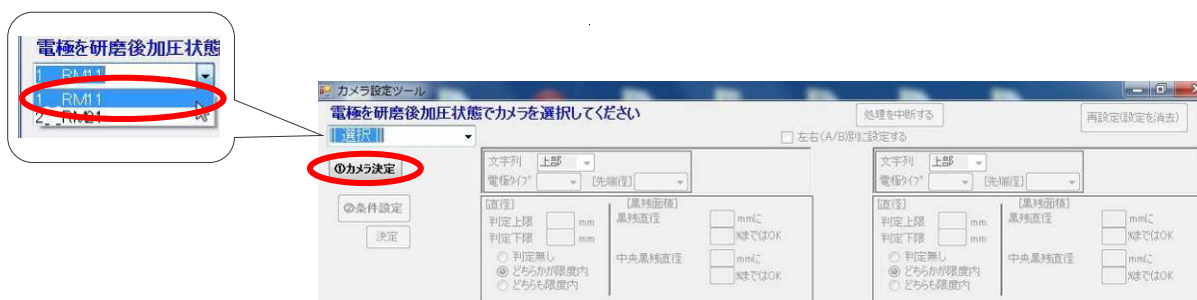 電極を研磨後加圧状態
1__RM11
1__RM11
2__RM21
カメラ設定ツール
電極を研磨後加圧状態でカメラを選択してください
処理を中断する
再設定(設定を消去)
||選択||
左右(A/B)別に設定する
①カメラ決定
②条件設定
決定
文字列 上部
電極タイプ [先端径]
[直径]
判定上限 mm
判定下限 mm
判定無し
どちらかが限度内
どちらも限度内
[黒残面積]
黒残直径 mmに
%まではOK
中央黒残直径 mmに
%まではOK
文字列 上部
電極タイプ [先端径]
[直径]
判定上限 mm
判定下限 mm
判定無し
どちらかが限度内
どちらも限度内
[黒残面積]
黒残直径 mmに
%まではOK
中央黒残直径 mmに
%まではOK